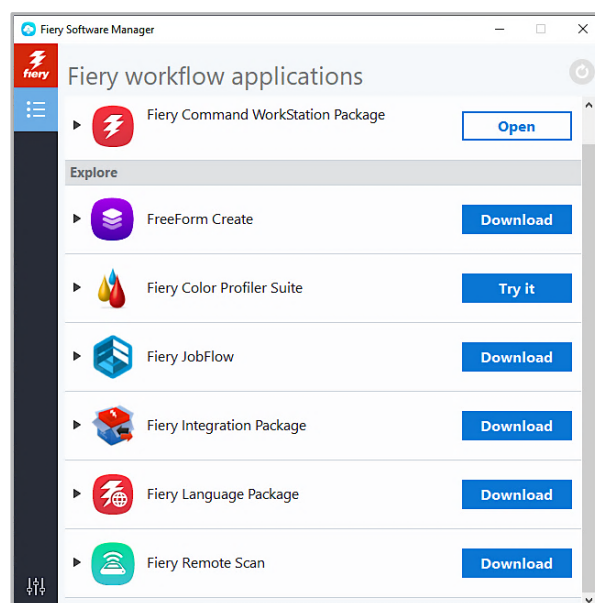 Fiery Software Manager
fiery
Fiery workflow applications
Fiery Command WorkStation Package
Open
Explore
FreeForm Create
Download
Fiery Color Profiler Suite
Try it
Fiery JobFlow
Download
Fiery Integration Package
Download
Fiery Language Package
Download
Fiery Remote Scan
Download